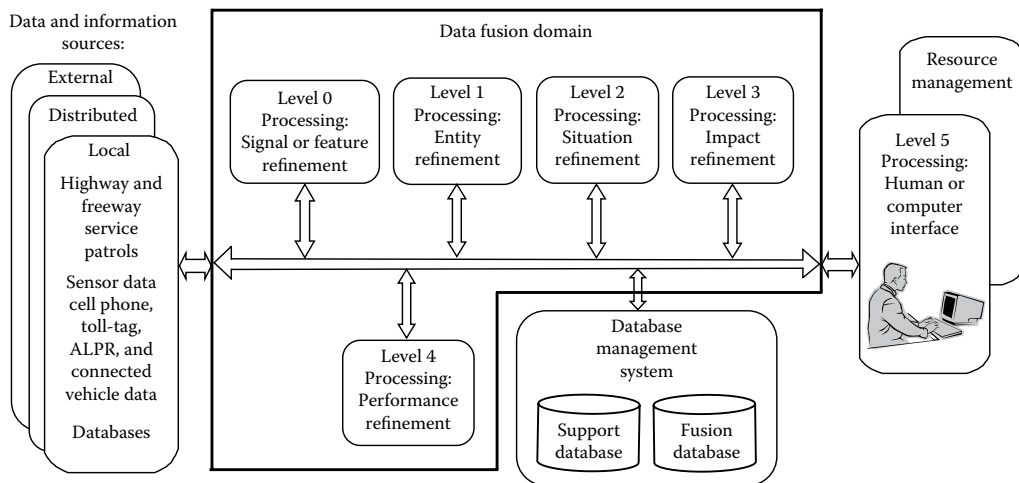 Data and information
sources:
External
Distributed
Local
Highway and
freeway
service
patrols
Sensor data
cell phone,
toll-tag,
ALPR, and
connected
vehicle data
Databases
Data fusion domain
Level 0
Processing:
Signal or feature
refinement
Level 1
Processing:
Entity
refinement
Level 2
Processing:
Situation
refinement
Level 3
Processing:
Impact
refinement
Level 4
Processing:
Performance
refinement
Database
management
system
Support
database
Fusion
database
Resource
management
Level 5
Processing:
Human or
computer
interface